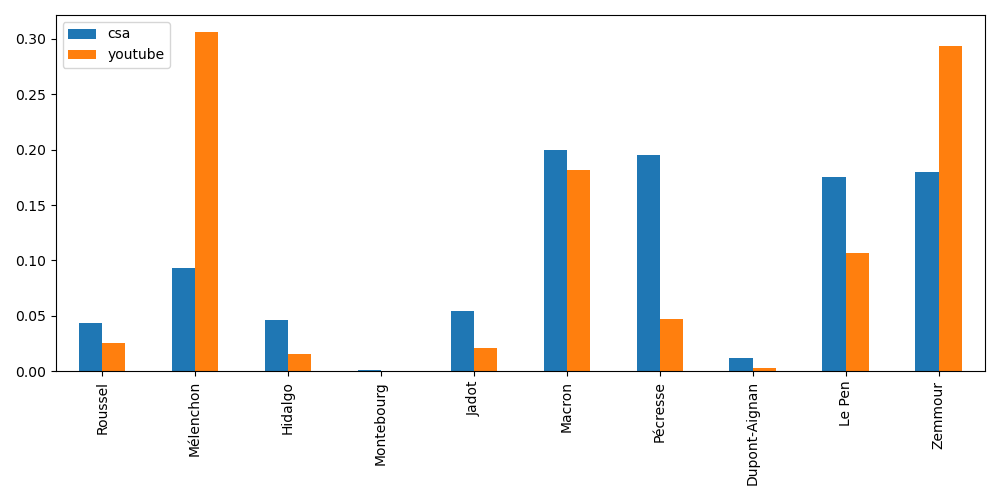 csa
youtube
0.30
0.25
0.20
0.15
0.10
0.05
0.00
Roussel
Mélenchon
Hidalgo
Montebourg
Jadot
Macron
Pécresse
Dupont-Aignan
Le Pen
Zemmour